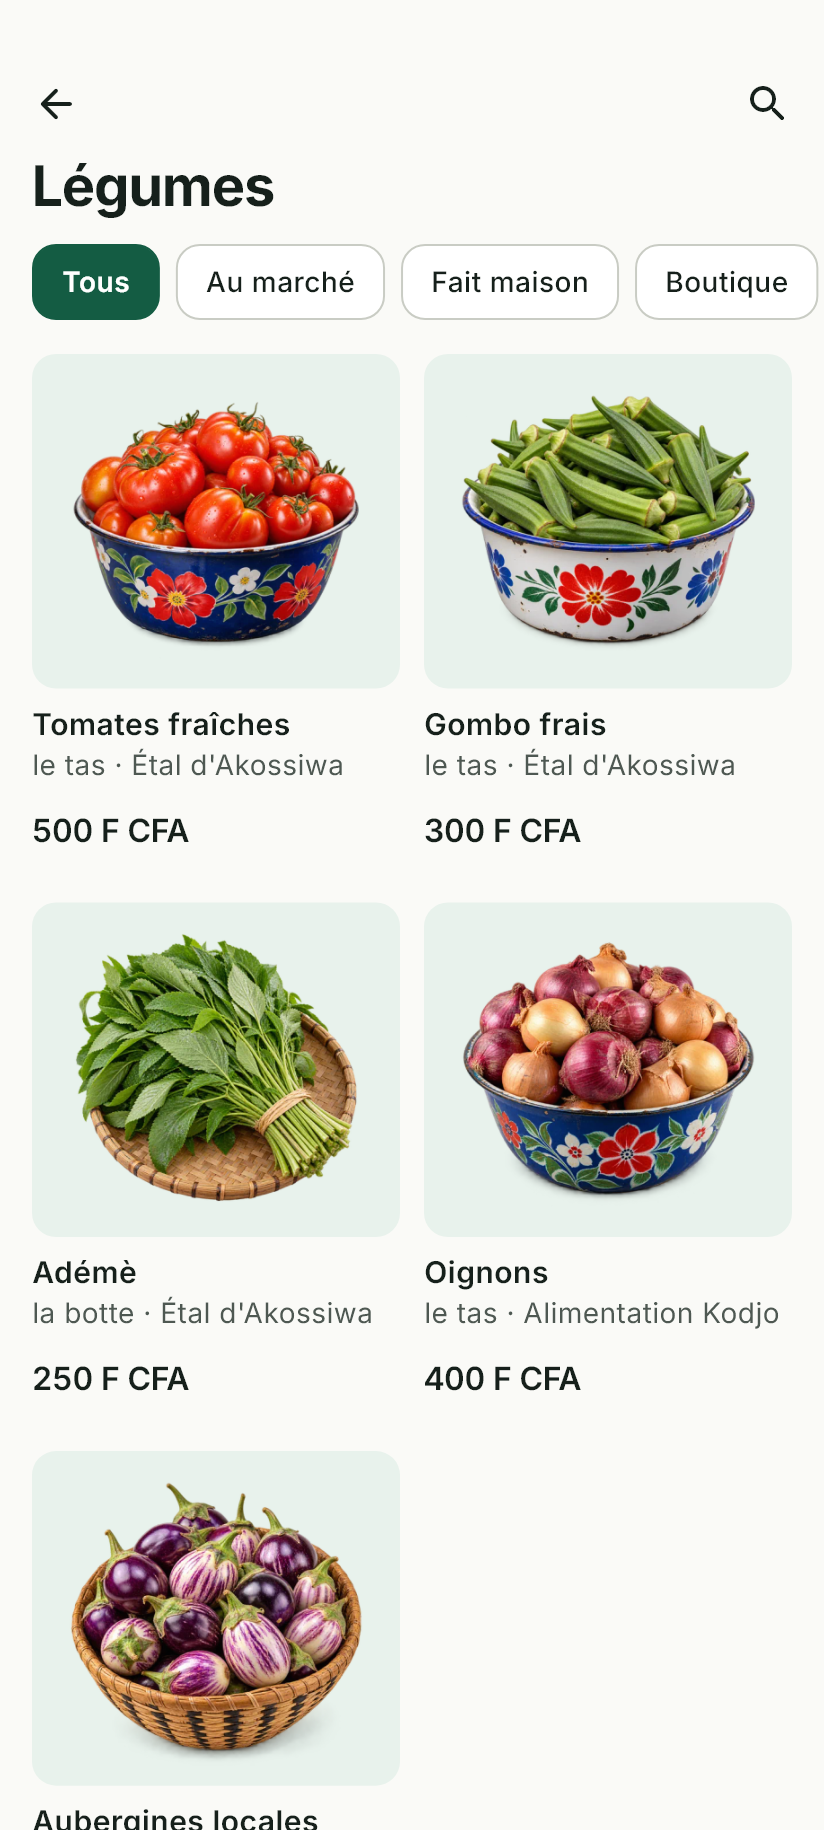 Légumes
Tous
Au marché
Fait maison
Boutique
Tomates fraîches
le tas · Étal d'Akossiwa
500 F CFA
Gombo frais
le tas · Étal d'Akossiwa
300 F CFA
Adémè
la botte · Étal d'Akossiwa
250 F CFA
Oignons
le tas · Alimentation Kodjo
400 F CFA
Aubergines locales